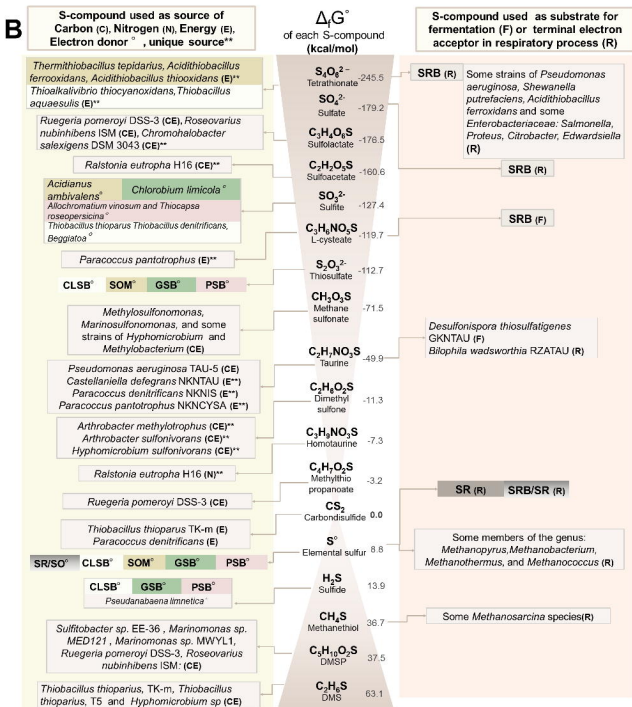 B
S-compound used as source of
Carbon (C), Nitrogen (N), Energy (E),
Electron donor °, unique source**
ΔfG°
of each S-compound
(kcal/mol)
S-compound used as substrate for
fermentation (F) or terminal electron
acceptor in respiratory process (R)
Thermithiobacillus tepidarius, Acidithiobacillus
ferrooxidans, Acidithiobacillus thiooxidans (E)**
Thioalkalivibrio thiocyanoxidans, Thiobacillus
aquaesulis (E)**
Ruegeria pomeroyi DSS-3 (CE), Roseovarius
nubinhibens ISM (CE), Chromohalobacter
salexigens DSM 3043 (CE)**
Ralstonia eutropha H16 (CE)**
Acidianus
ambivalens°
Chlorobium limicola °
Allochromatium vinosum and Thiocapsa
roseopersicina°
Thiobacillus thioparus Thiobacillus denitrificans,
Beggiatoa °
Paracoccus pantotrophus (E)**
CLSB° SOM° GSB° PSB°
Methylosulfonomonas,
Marinosulfonomonas, and some
strains of Hyphomicrobium and
Methylobacterium (CE)
Pseudomonas aeruginosa TAU-5 (CE)
Castellaniella defegrans NKNTAU (E**)
Paracoccus denitrificans NKNIS (E**)
Paracoccus pantotrophus NKNCYSA (E**)
Arthrobacter methylotrophus (CE)**
Arthrobacter sulfonivorans (CE)**
Hyphomicrobium sulfonivorans (CE)**
Ralstonia eutropha H16 (N)**
Ruegeria pomeroyi DSS-3 (CE)
Thiobacillus thioparus TK-m (E)
Paracoccus denitrificans (E)
SR/SO° CLSB° SOM° GSB° PSB°
CLSB° GSB° PSB°
Pseudanabaena limnetica°
Sulfitobacter sp. EE-36 , Marinomonas sp.
MED121 , Marinomonas sp. MWYL1,
Ruegeria pomeroyi DSS-3, Roseovarius
nubinhibens ISM: (CE)
Thiobacillus thioparius, TK-m, Thiobacillus
thioparius, T5 and Hyphomicrobium sp (CE)
S₄O₆²⁻ -245.5
Tetrathionate
SO₄²⁻ -179.2
Sulfate
C₃H₄O₆S -176.5
Sulfolactate
C₂H₂O₅S -160.6
Sulfoacetate
SO₃²⁻ -127.4
Sulfite
C₃H₆NO₅S -119.7
L-cysteate
S₂O₃²⁻ -112.7
Thiosulfate
CH₃O₃S -71.5
Methane
sulfonate
C₂H₇NO₃S -49.9
Taurine
C₂H₆O₂S -11.3
Dimethyl
sulfone
C₃H₉NO₃S -7.3
Homotaurine
C₄H₇O₂S -3.2
Methylthio
propanoate
CS₂ 0.0
Carbondisulfide
S° 8.8
Elemental sulfur
H₂S 13.9
Sulfide
CH₄S 36.7
Methanethiol
C₅H₁₀O₂S 37.5
DMSP
C₂H₆S 63.1
DMS
SRB (R)
Some strains of Pseudomonas
aeruginosa, Shewanella
putrefaciens, Acidithiobacillus
ferroxidans and some
Enterobacteriaceae: Salmonella,
Proteus, Citrobacter, Edwardsiella
(R)
SRB (R)
SRB (F)
Desulfonispora thiosulfatigenes
GKNTAU (F)
Bilophila wadsworthia RZATAU (R)
SR (R) SRB/SR (R)
Some members of the genus:
Methanopyrus,Methanobacterium,
Methanothermus, and Methanococcus (R)
Some Methanosarcina species(R)